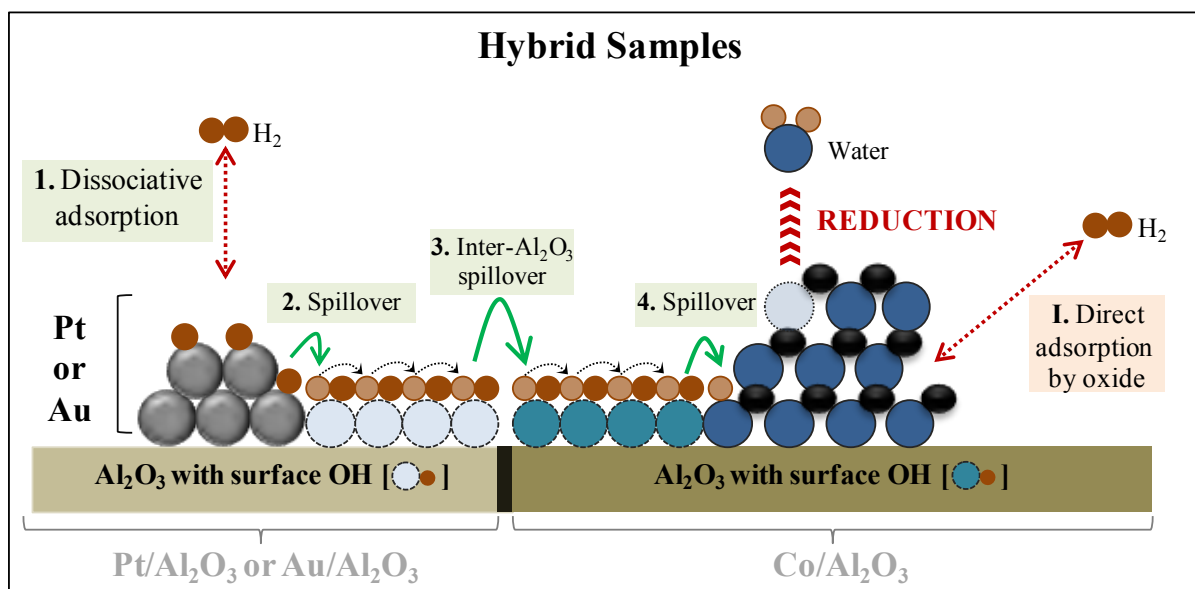 Hybrid Samples
H2
1. Dissociative
adsorption
Water
REDUCTION
H2
3. Inter-Al2O3
spillover
2. Spillover
4. Spillover
I. Direct
adsorption
by oxide
Pt
or
Au
Al2O3 with surface OH [ ]
Al2O3 with surface OH [ ]
Pt/Al2O3 or Au/Al2O3
Co/Al2O3